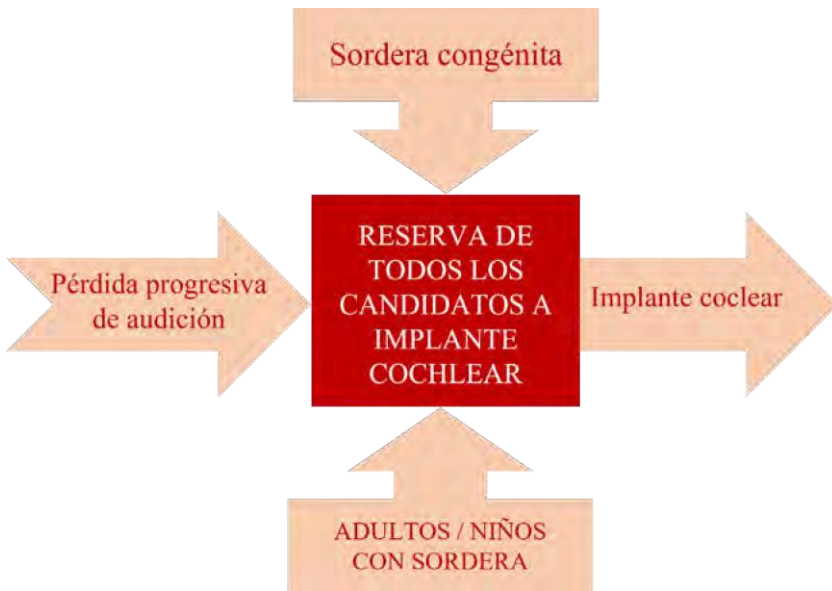 Sordera congénita
Pérdida progresiva
de audición
RESERVA DE
TODOS LOS
CANDIDATOS A
IMPLANTE
COCHLEAR
Implante coclear
ADULTOS / NIÑOS
CON SORDERA